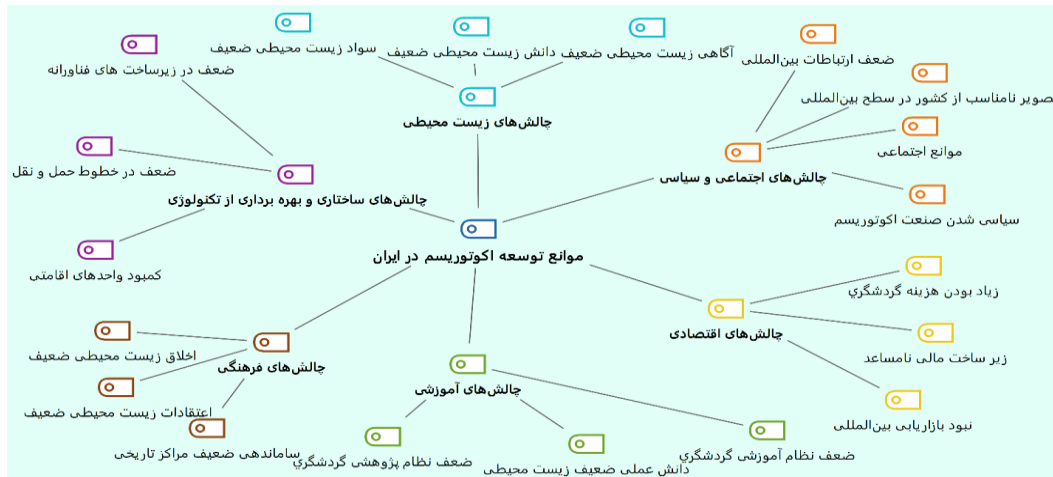 سواد زیست محیطی ضعیف
دانش زیست محیطی ضعیف
آگاهی زیست محیطی ضعیف
ضعف ارتباطات بین‌المللی
ضعف در زیرساخت های فناورانه
تصویر نامناسب از کشور در سطح بین‌المللی
چالش‌های زیست محیطی
موانع اجتماعی
چالش‌های اجتماعی و سیاسی
ضعف در خطوط حمل و نقل
چالش‌های ساختاری و بهره برداری از تکنولوژی
سیاسی شدن صنعت اکوتوریسم
موانع توسعه اکوتوریسم در ایران
کمبود واحدهای اقامتی
زیاد بودن هزینه گردشگري
چالش‌های اقتصادی
زیر ساخت مالی نامساعد
اخلاق زیست محیطی ضعیف
چالش‌های فرهنگی
چالش‌های آموزشی
اعتقادات زیست محیطی ضعیف
نبود بازاریابی بین‌المللی
ساماندهی ضعیف مراکز تاریخی
ضعف نظام پژوهشی گردشگري
دانش عملی ضعیف زیست محیطی
ضعف نظام آموزشی گردشگري